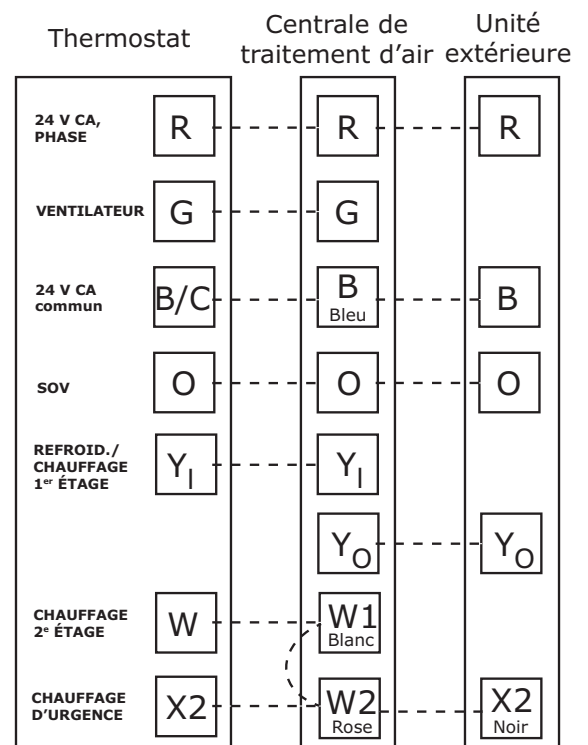 Thermostat
Centrale de
traitement d’air
Unité
extérieure
24 V CA,
PHASE
R
R
R
VENTILATEUR
G
G
24 V CA
commun
B/C
B
Bleu
B
SOV
O
O
O
REFROID./
CHAUFFAGE
1er ÉTAGE
YI
YI
YO
YO
CHAUFFAGE
2e ÉTAGE
W
W1
Blanc
CHAUFFAGE
D’URGENCE
X2
W2
Rose
X2
Noir